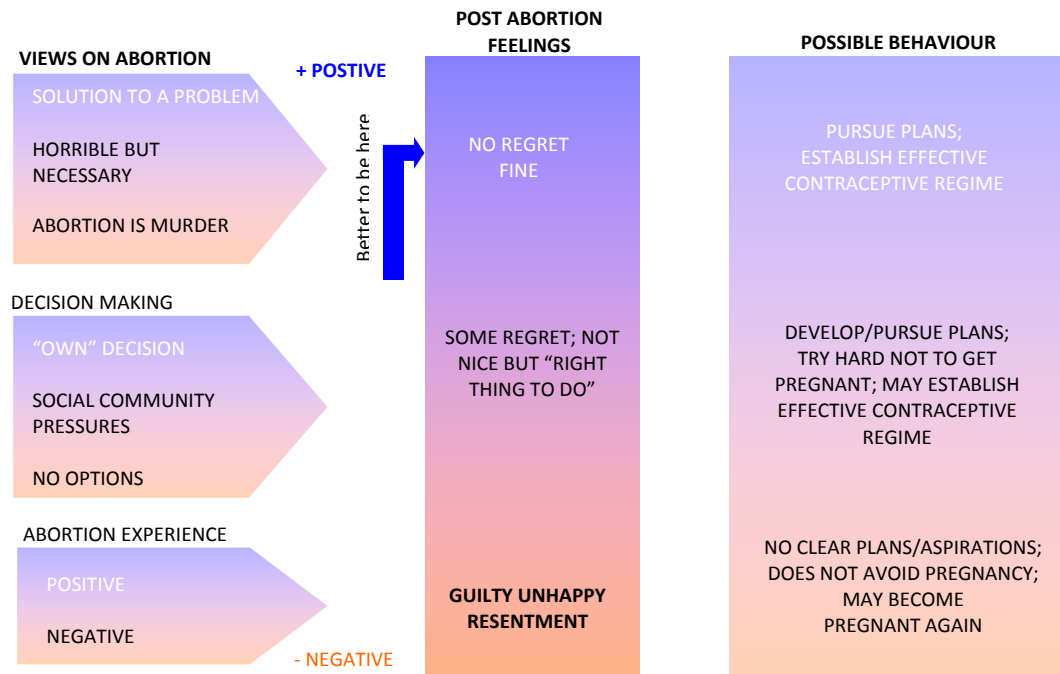 VIEWS ON ABORTION
SOLUTION TO A PROBLEM
HORRIBLE BUT
NECESSARY
ABORTION IS MURDER
DECISION MAKING
“OWN” DECISION
SOCIAL COMMUNITY
PRESSURES
NO OPTIONS
ABORTION EXPERIENCE
POSITIVE
NEGATIVE
+ POSTIVE
Better to be here
- NEGATIVE
POST ABORTION
FEELINGS
NO REGRET
FINE
SOME REGRET; NOT
NICE BUT “RIGHT
THING TO DO”
GUILTY UNHAPPY
RESENTMENT
POSSIBLE BEHAVIOUR
PURSUE PLANS;
ESTABLISH EFFECTIVE
CONTRACEPTIVE REGIME
DEVELOP/PURSUE PLANS;
TRY HARD NOT TO GET
PREGNANT; MAY ESTABLISH
EFFECTIVE CONTRACEPTIVE
REGIME
NO CLEAR PLANS/ASPIRATIONS;
DOES NOT AVOID PREGNANCY;
MAY BECOME
PREGNANT AGAIN